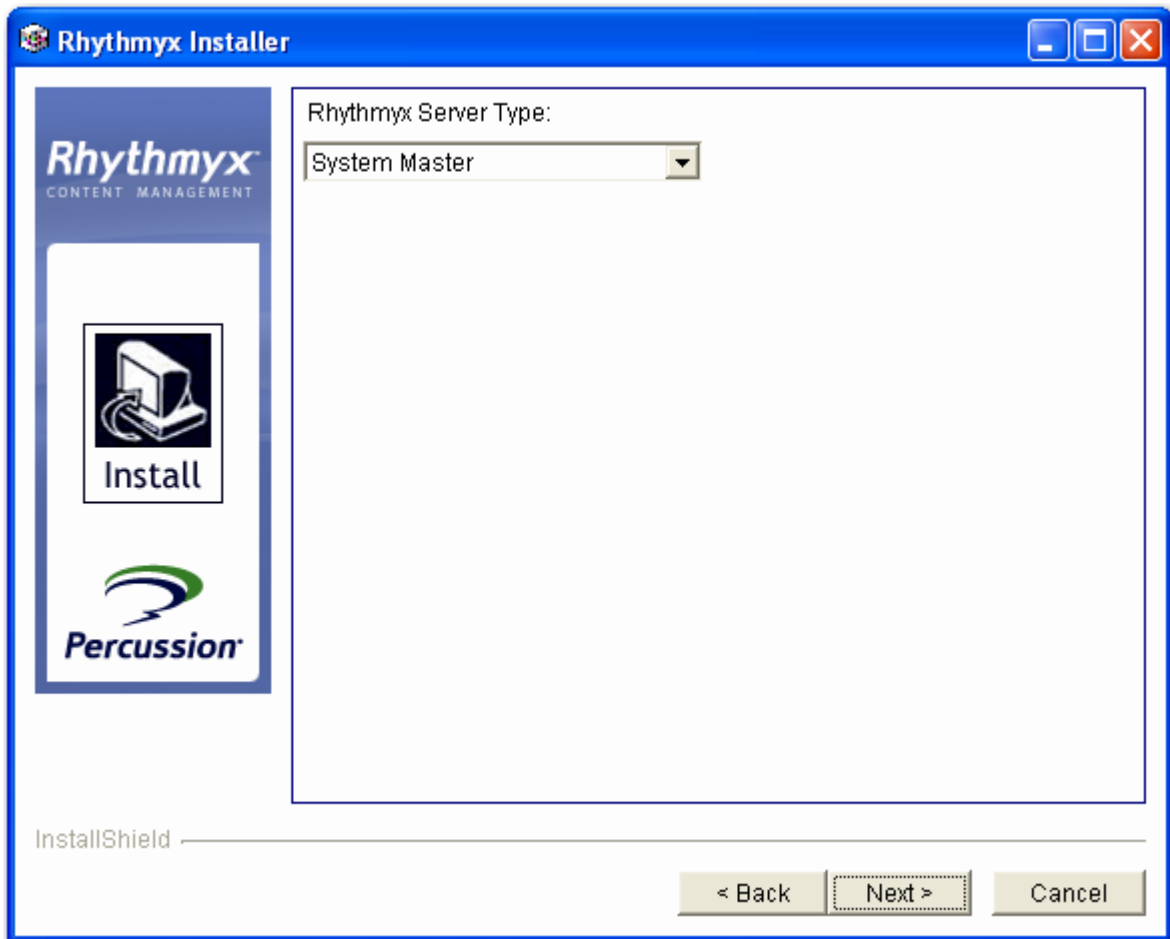 Rhythmyx Installer
Rhythmyx
CONTENT MANAGEMENT
Install
Percussion
Rhythmyx Server Type:
System Master
InstallShield
< Back
Next >
Cancel